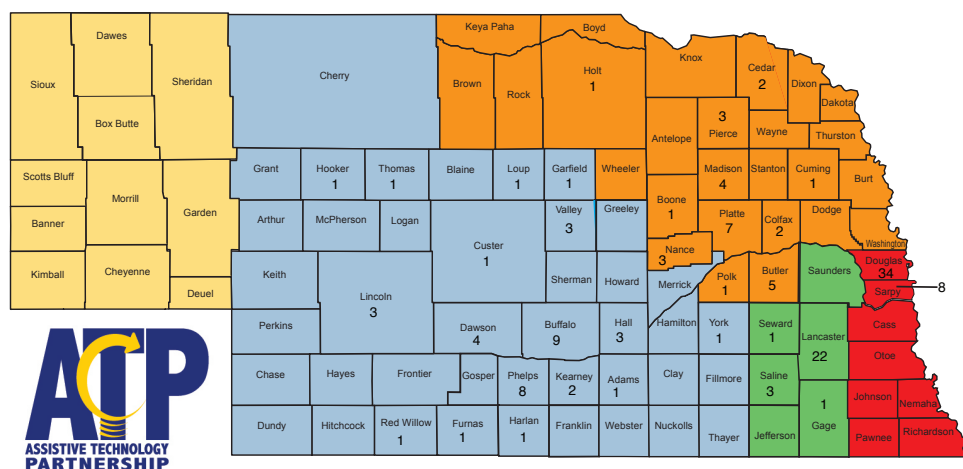 Keya Paha
Boyd
Dawes
Sioux
Sheridan
Cherry
Brown
Rock
Holt
1
Knox
Cedar
2
Dixon
Dakota
Box Butte
Antelope
3
Pierce
Wayne
Thurston
Scotts Bluff
Morrill
Garden
Grant
Hooker
1
Thomas
1
Blaine
Loup
1
Garfield
1
Wheeler
Madison
4
Stanton
Cuming
1
Burt
Banner
Arthur
McPherson
Logan
Custer
1
Valley
3
Greeley
Boone
1
Platte
7
Colfax
2
Dodge
Washington
Kimball
Cheyenne
Deuel
Keith
Lincoln
3
Sherman
Howard
Nance
3
Merrick
Polk
1
Butler
5
Saunders
Douglas
34
Sarpy
8
Perkins
Dawson
4
Buffalo
9
Hall
3
Hamilton
York
1
Seward
1
Lancaster
22
Cass
Otoe
Chase
Hayes
Frontier
Gosper
Phelps
8
Kearney
2
Adams
1
Clay
Fillmore
Saline
3
1
Gage
Johnson
Nemaha
Dundy
Hitchcock
Red Willow
1
Furnas
1
Harlan
1
Franklin
Webster
Nuckolls
Thayer
Jefferson
Pawnee
Richardson
ATP
ASSISTIVE TECHNOLOGY
PARTNERSHIP